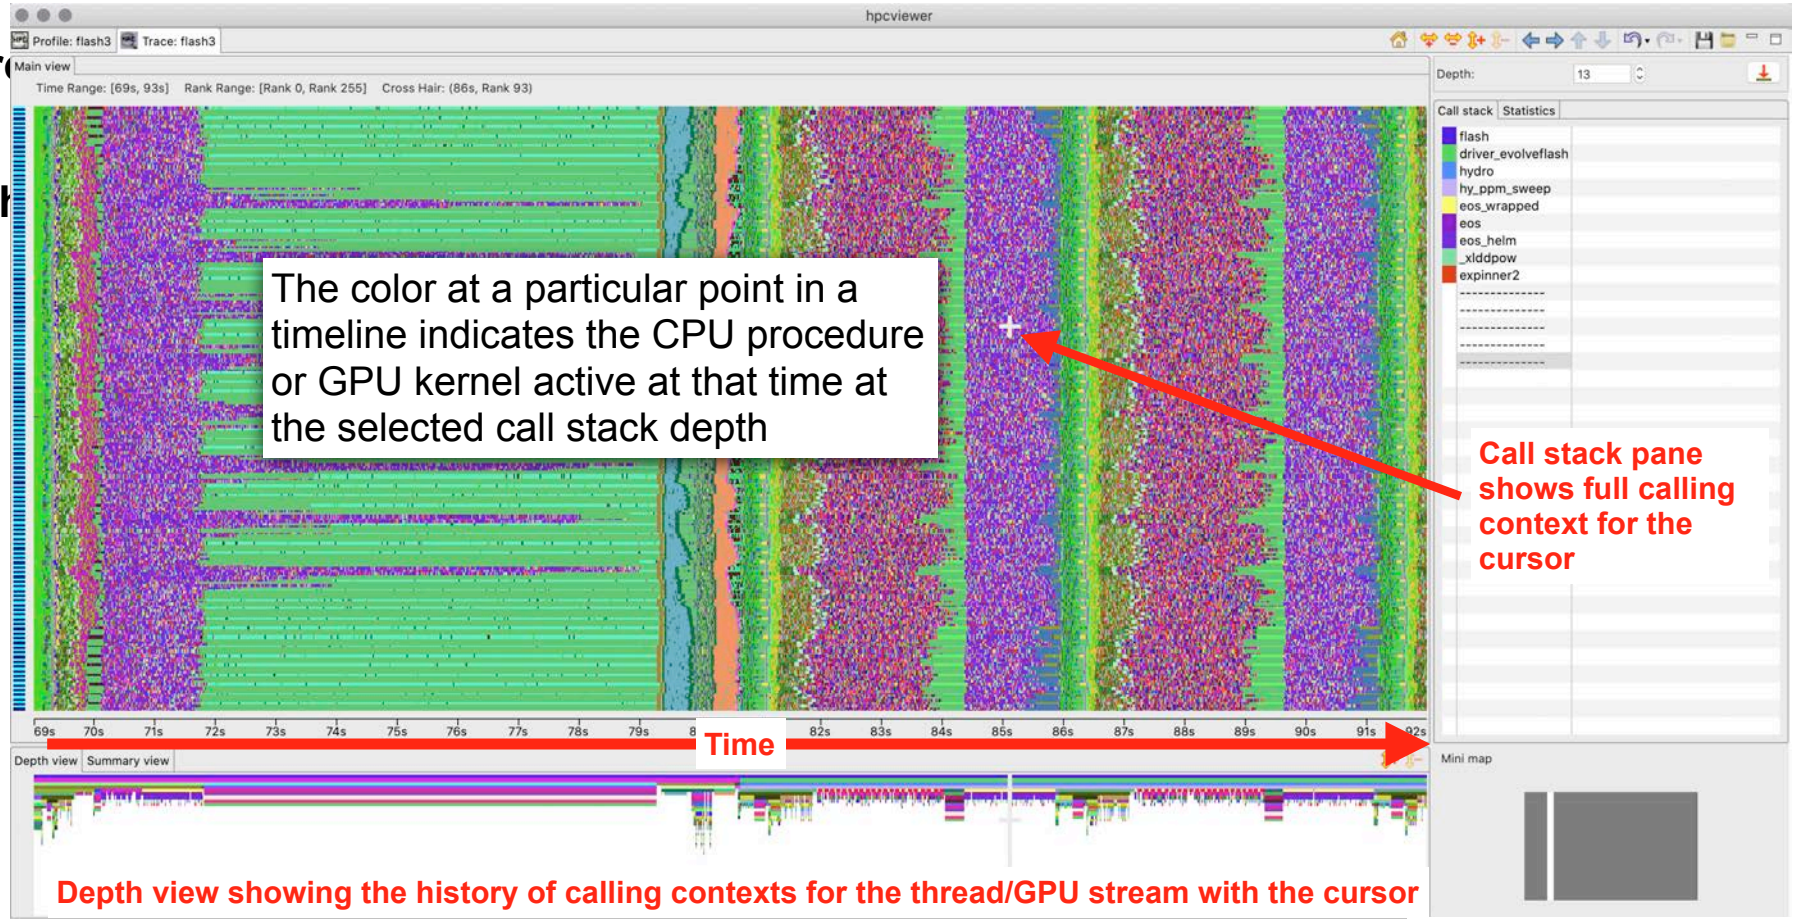 hpcviewer
Profile: flash3
Trace: flash3
Main view
Time Range: [69s, 93s] Rank Range: [Rank 0, Rank 255] Cross Hair: (86s, Rank 93)
Depth: 13
Call stack Statistics
flash
driver_evolveflash
hydro
hy_ppm_sweep
eos_wrapped
eos
eos_helm
_xlddpow
expinner2
--------------
--------------
--------------
--------------
--------------
The color at a particular point in a
timeline indicates the CPU procedure
or GPU kernel active at that time at
the selected call stack depth
Call stack pane
shows full calling
context for the
cursor
69s 70s 71s 72s 73s 74s 75s 76s 77s 78s 79s 82s 83s 84s 85s 86s 87s 88s 89s 90s 91s 92s
Time
Depth view Summary view
Mini map
Depth view showing the history of calling contexts for the thread/GPU stream with the cursor